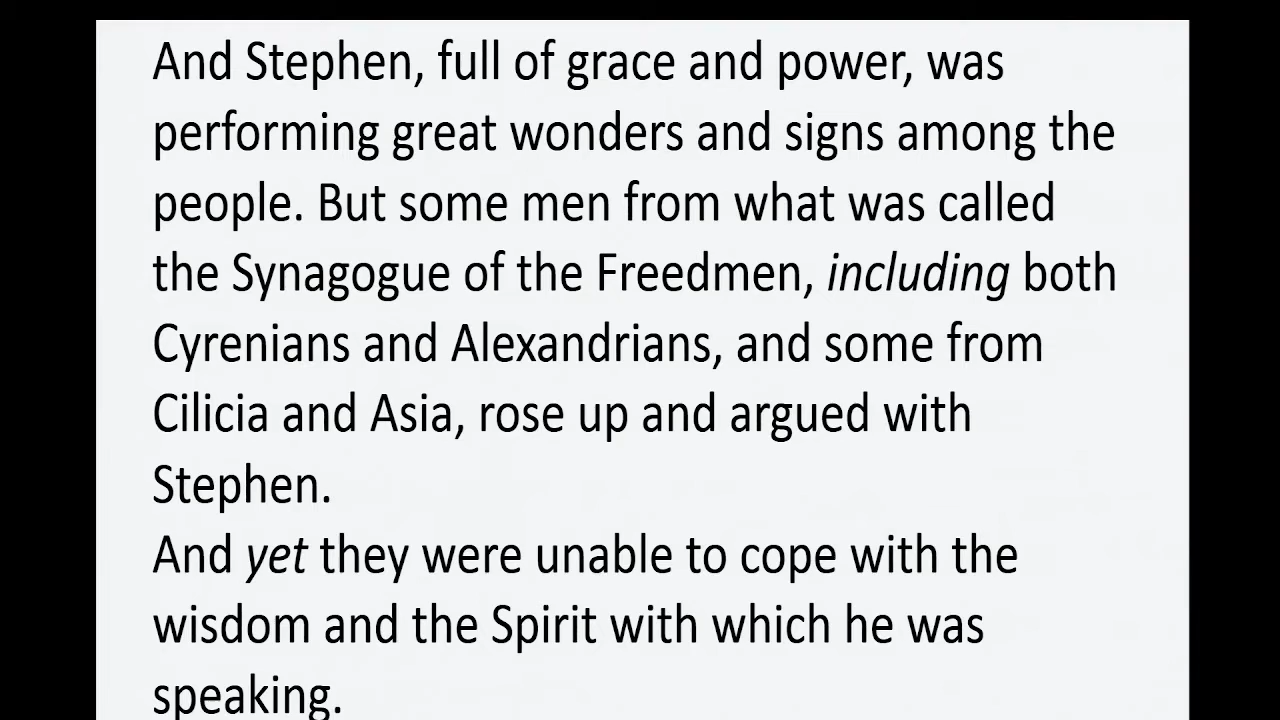 And Stephen, full of grace and power, was
performing great wonders and signs among the
people. But some men from what was called
the Synagogue of the Freedmen, including both
Cyrenians and Alexandrians, and some from
Cilicia and Asia, rose up and argued with
Stephen.
And yet they were unable to cope with the
wisdom and the Spirit with which he was
speaking.